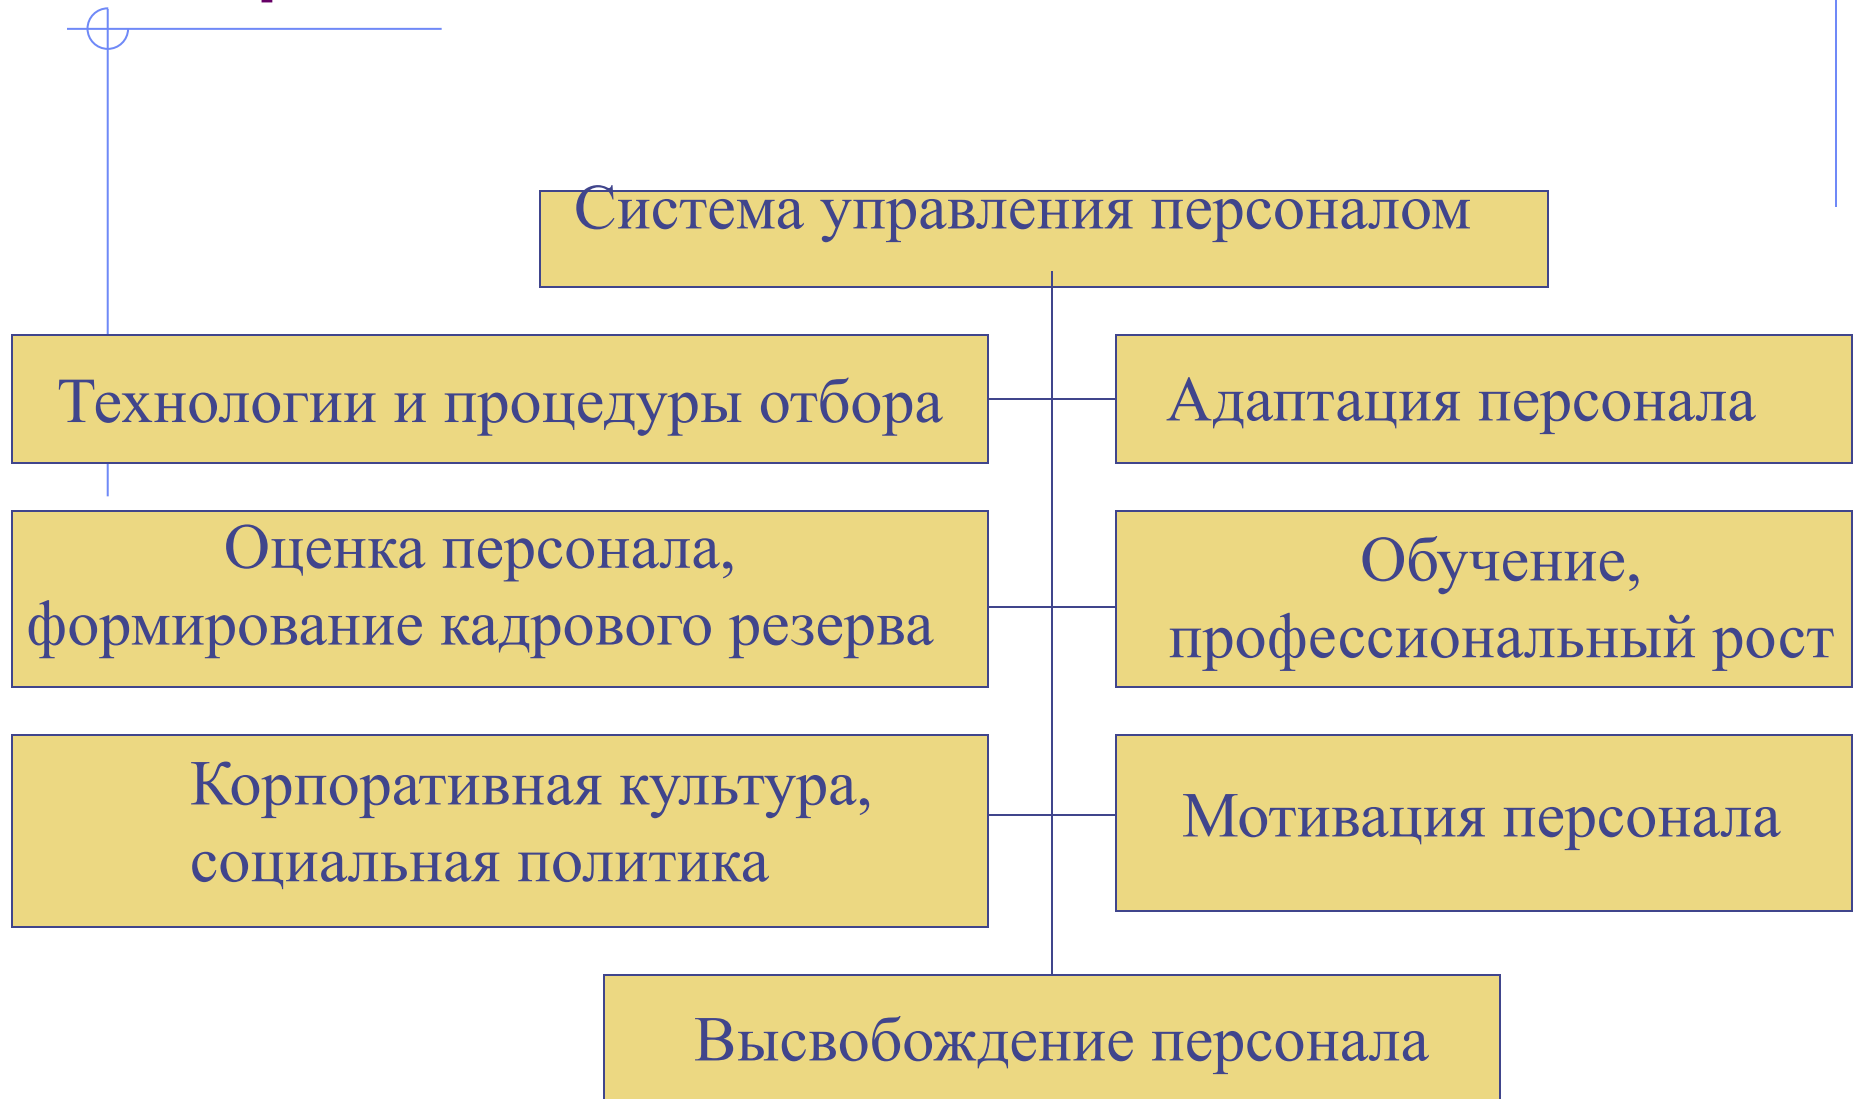 Система управления персоналом
Технологии и процедуры отбора
Адаптация персонала
Оценка персонала,
формирование кадрового резерва
Обучение,
профессиональный рост
Корпоративная культура,
социальная политика
Мотивация персонала
Высвобождение персонала